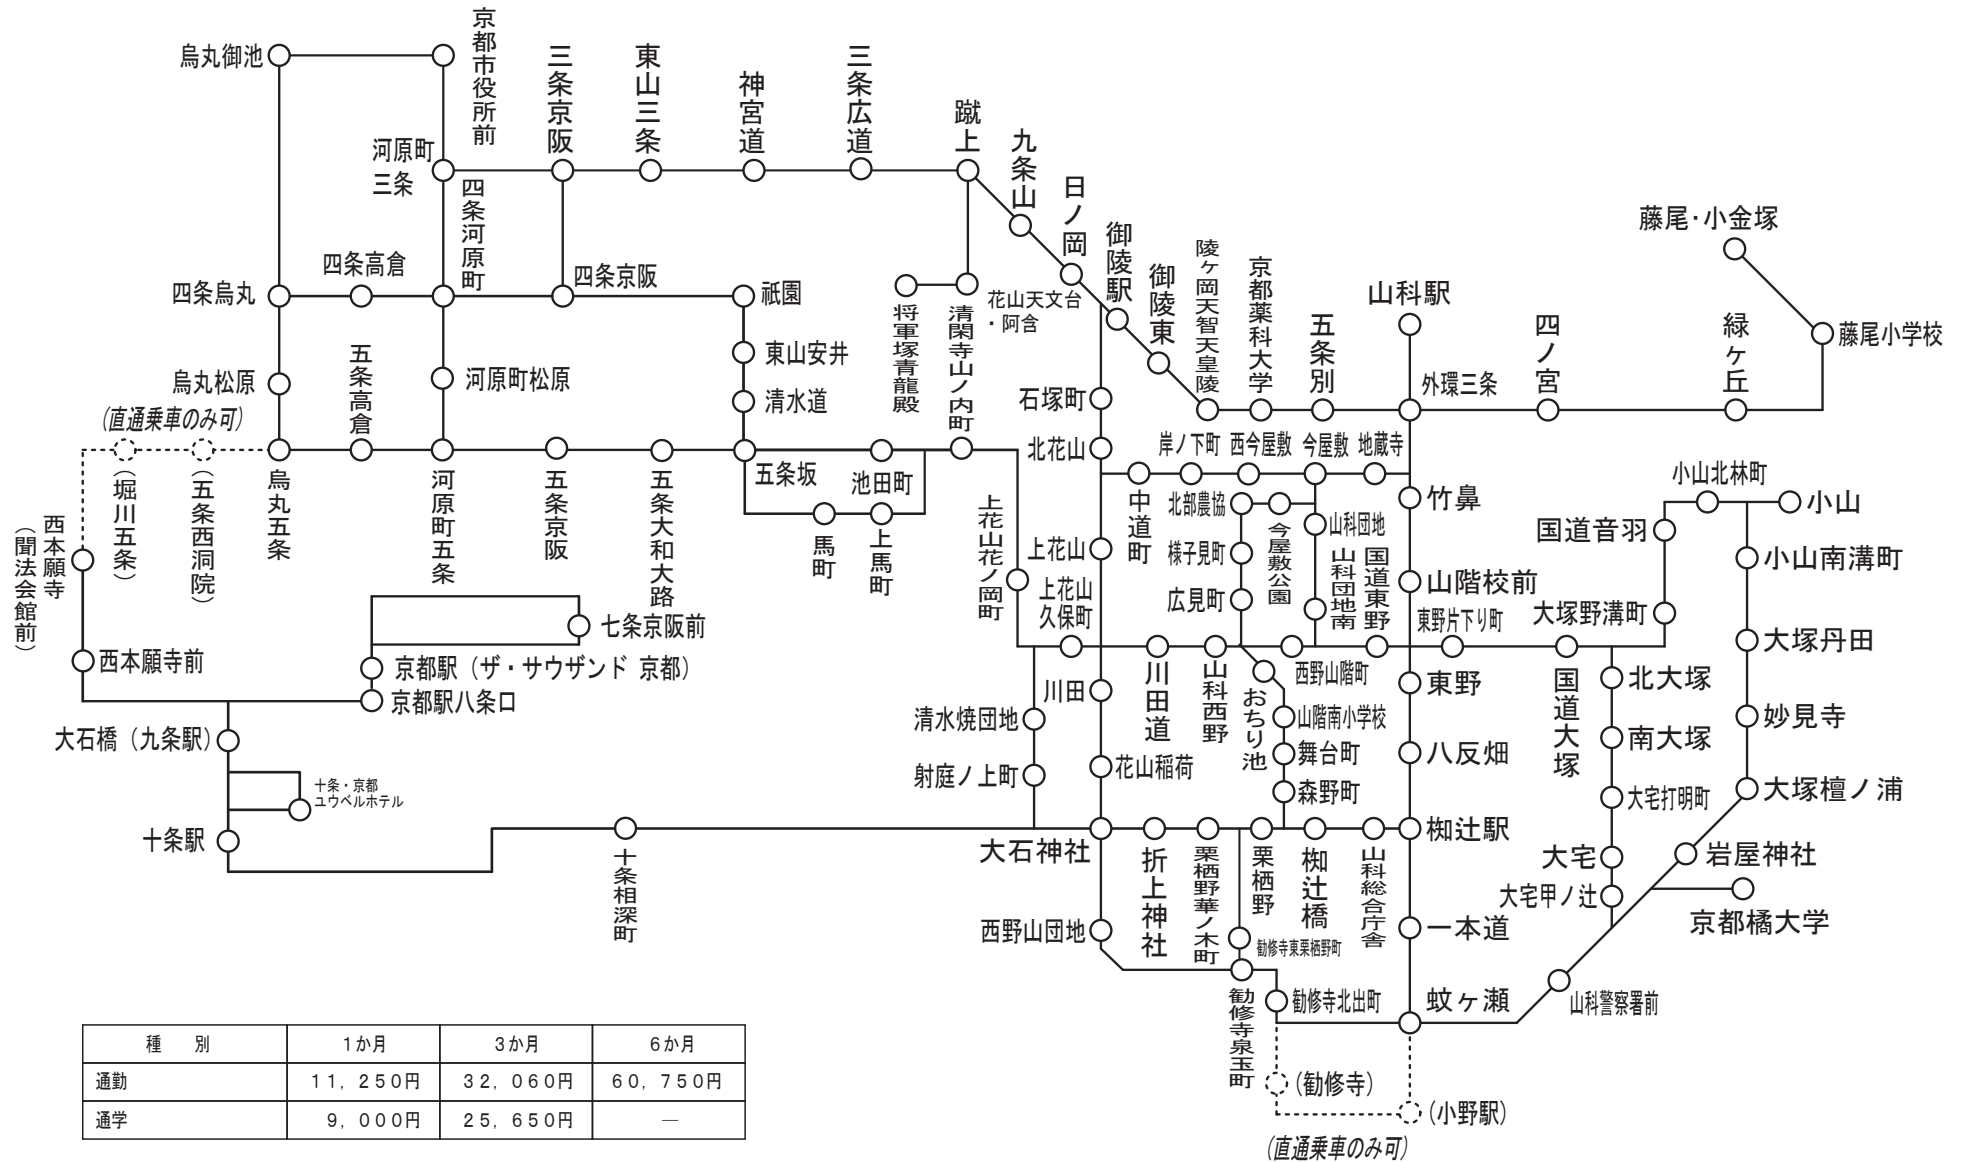 烏丸御池
京都市役所前
三条京阪
東山三条
神宮道
三条広道
蹴上
九条山
日ノ岡
御陵駅
御陵東
陵ヶ岡天智天皇陵
京都薬科大学
五条別
山科駅
四ノ宮
緑ヶ丘
藤尾・小金塚
藤尾小学校
外環三条
河原町
三条
四条河原町
四条烏丸
四条高倉
四条京阪
祇園
東山安井
清水道
将軍塚青龍殿
清閑寺山ノ内町
花山天文台
・阿含
烏丸松原
五条高倉
河原町松原
(直通乗車のみ可)
(堀川五条)
(五条西洞院)
烏丸五条
河原町五条
五条京阪
五条大和大路
五条坂
池田町
馬町
上馬町
上花山花ノ岡町
石塚町
北花山
上花山
上花山
久保町
中道町
岸ノ下町
西今屋敷
今屋敷
地蔵寺
北部農協
様子見町
広見町
今屋敷公園
山科団地
山科団地南
国道東野
竹鼻
山階校前
東野片下り町
大塚野溝町
国道音羽
小山北林町
小山
小山南溝町
大塚丹田
妙見寺
大塚檀ノ浦
岩屋神社
京都橘大学
山科警察署前
西本願寺
(聞法会館前)
西本願寺前
七条京阪前
京都駅（ザ・サウザンド 京都）
京都駅八条口
大石橋（九条駅）
十条・京都
ユウベルホテル
十条駅
十条相深町
清水焼団地
射庭ノ上町
川田
花山稲荷
大石神社
西野山団地
川田道
山科西野
おちり池
西野山階町
山階南小学校
舞台町
森野町
東野
八反畑
椥辻駅
一本道
蚊ヶ瀬
国道大塚
北大塚
南大塚
大宅打明町
大宅
大宅甲ノ辻
折上神社
栗栖野華ノ木町
栗栖野
椥辻橋
山科総合庁舎
勧修寺東栗栖野町
勧修寺泉玉町
勧修寺北出町
(勧修寺)
(小野駅)
(直通乗車のみ可)
種　別 １か月 ３か月 ６か月
通勤 １１，２５０円 ３２，０６０円 ６０，７５０円
通学 ９，０００円 ２５，６５０円 ―